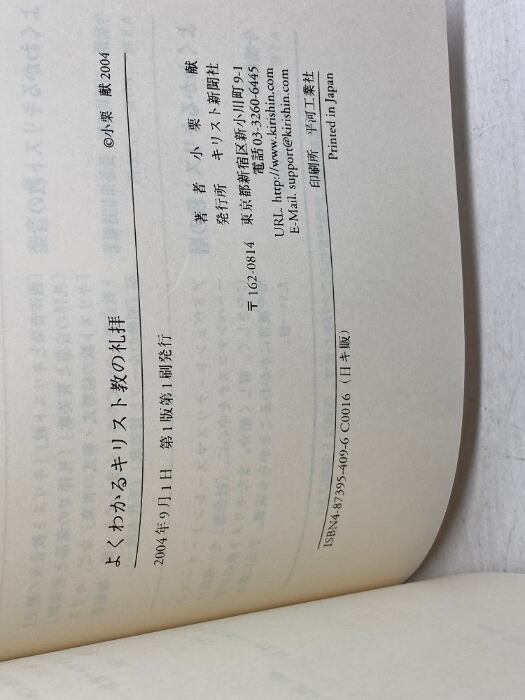 よくわかるキリスト教の礼拝
©小栗 献 2004
2004年9月1日 第1版第1刷発行
著者 小栗 献
発行所 キリスト新聞社
〒162-0814 東京都新宿区新小川町9-1
電話 03-3260-6445
URL. http://www.kirishin.com
E-Mail. support@kirishin.com
印刷所 平河工業社
Printed in Japan
ISBN4-87395-409-6 C0016(日キ販)